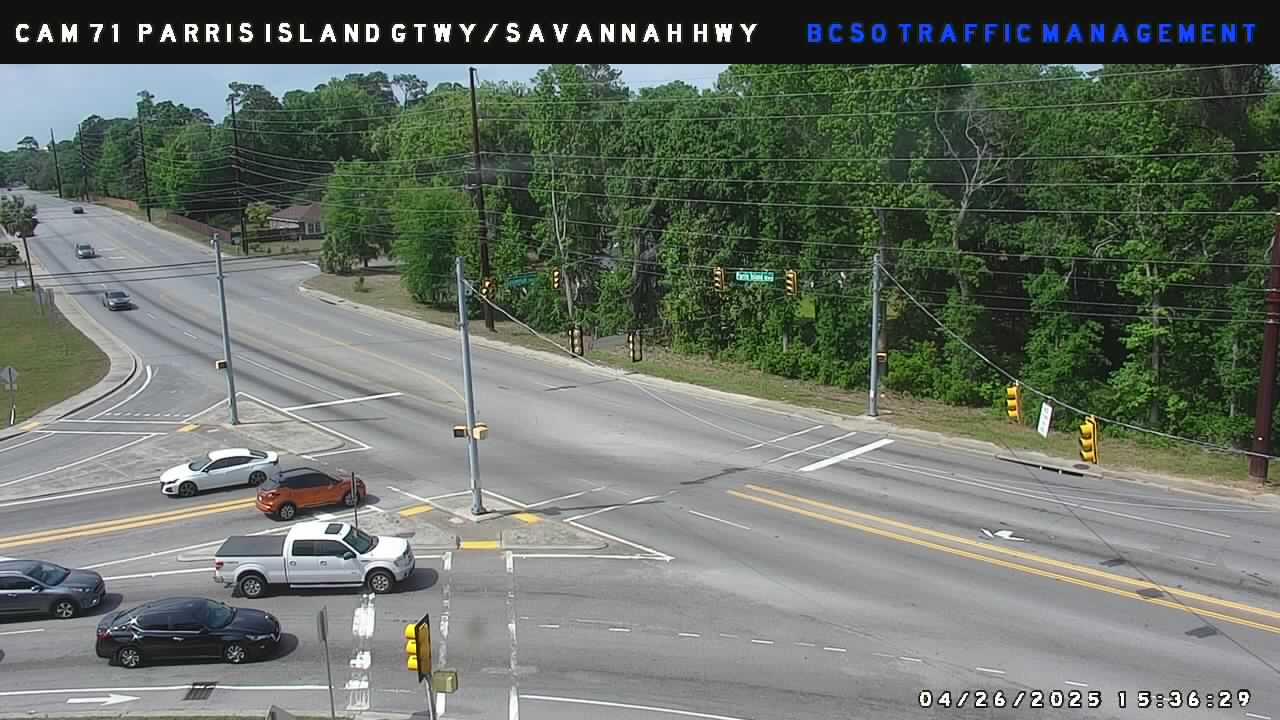 CAM 71 PARRIS ISLAND GTWY/SAVANNAH HWY
BCSO TRAFFIC MANAGEMENT
04/26/2025 15:36:29